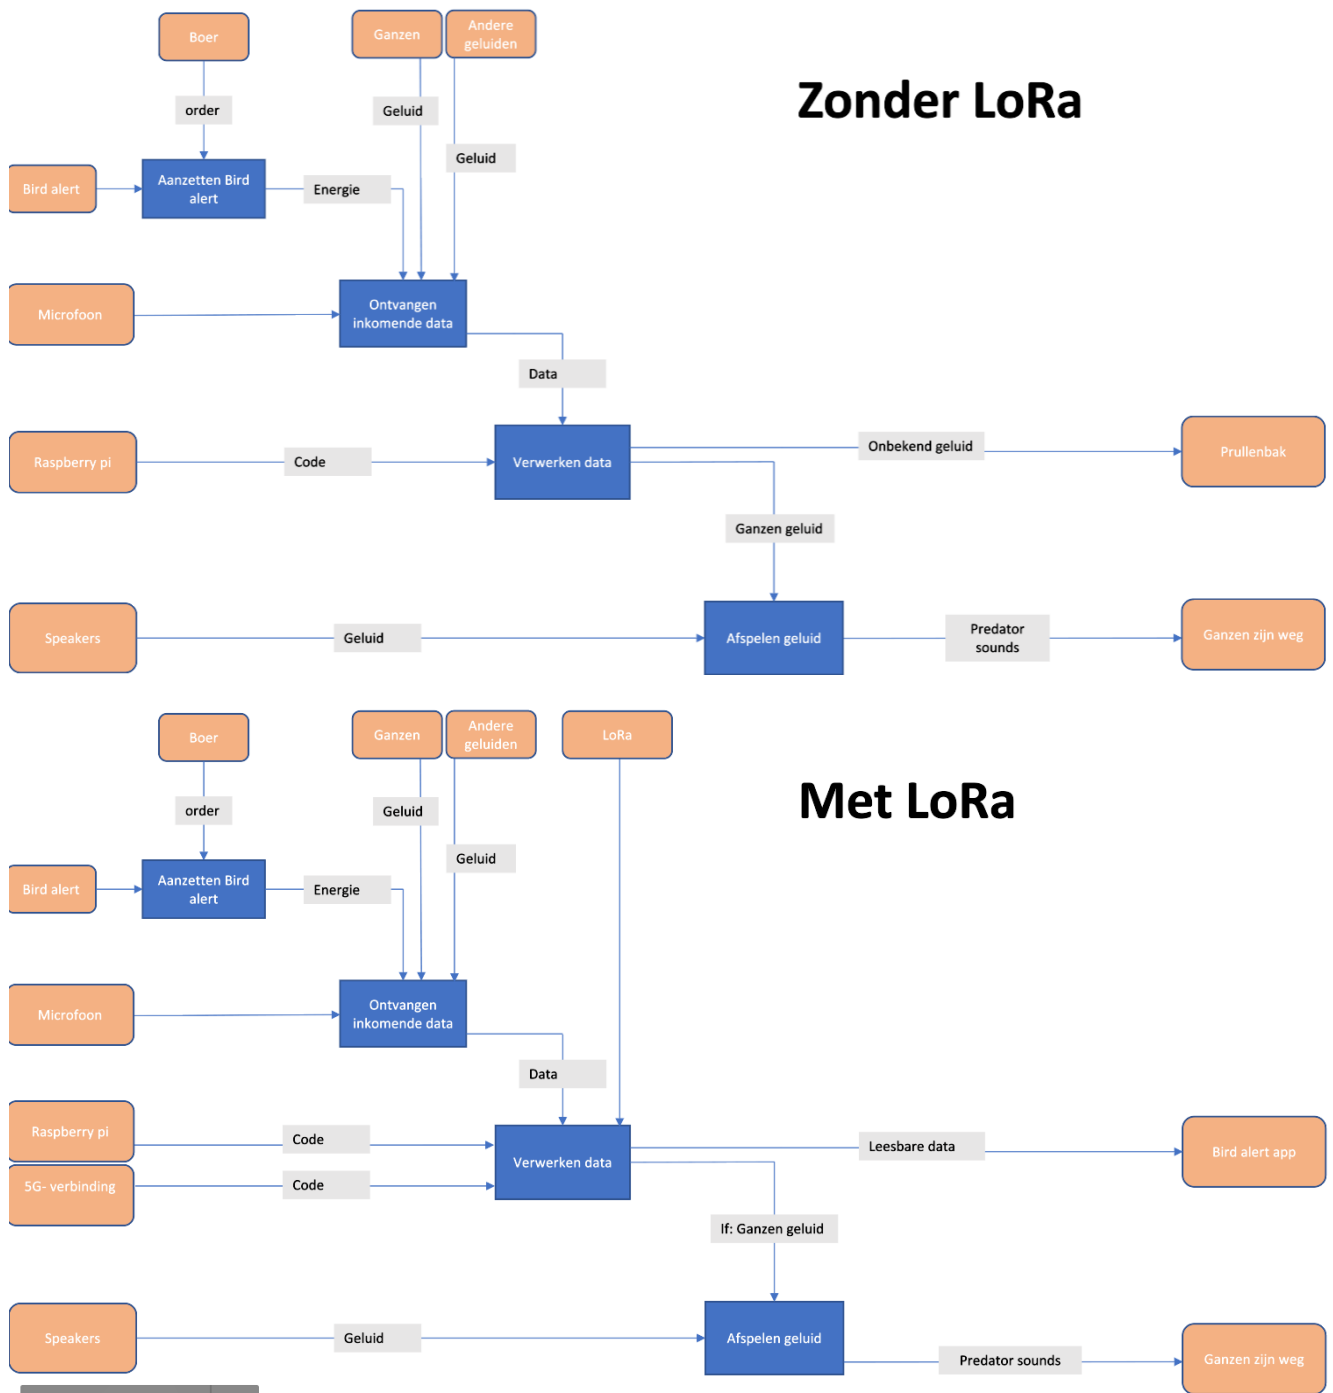 Boer
Ganzen
Andere
geluiden
Zonder LoRa
order
Geluid
Geluid
Bird alert
Aanzetten Bird
alert
Energie
Microfoon
Ontvangen
inkomende data
Data
Raspberry pi
Code
Verwerken data
Onbekend geluid
Prullenbak
Ganzen geluid
Speakers
Geluid
Afspelen geluid
Predator
sounds
Ganzen zijn weg
Boer
Ganzen
Andere
geluiden
LoRa
Met LoRa
order
Geluid
Geluid
Bird alert
Aanzetten Bird
alert
Energie
Microfoon
Ontvangen
inkomende data
Data
Raspberry pi
Code
Verwerken data
Leesbare data
Bird alert app
5G- verbinding
Code
If: Ganzen geluid
Speakers
Geluid
Afspelen geluid
Predator sounds
Ganzen zijn weg